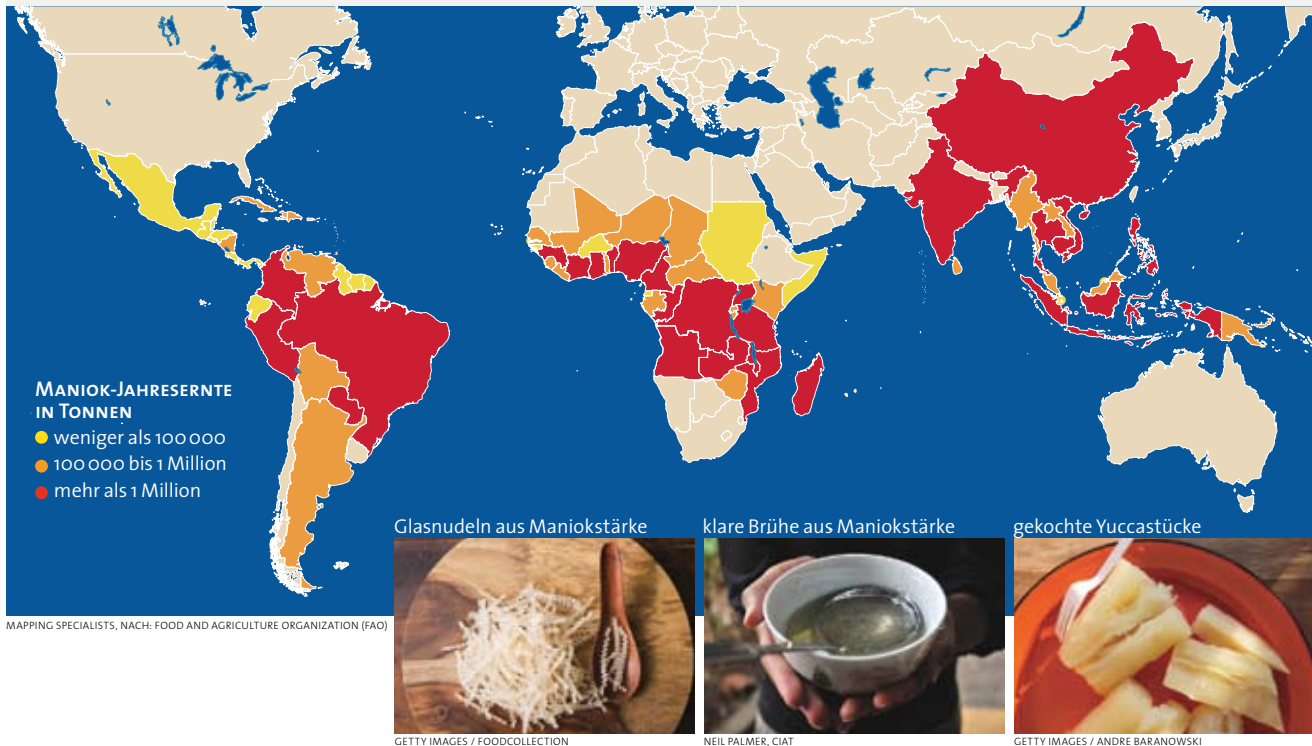 MANIOK-JAHRESERNTE
IN TONNEN
weniger als 100 000
100 000 bis 1 Million
mehr als 1 Million
Glasnudeln aus Maniokstärke
klare Brühe aus Maniokstärke
gekochte Yuccastücke
MAPPING SPECIALISTS, NACH: FOOD AND AGRICULTURE ORGANIZATION (FAO)
GETTY IMAGES / FOODCOLLECTION
NEIL PALMER, CIAT
GETTY IMAGES / ANDRE BARANOWSKI